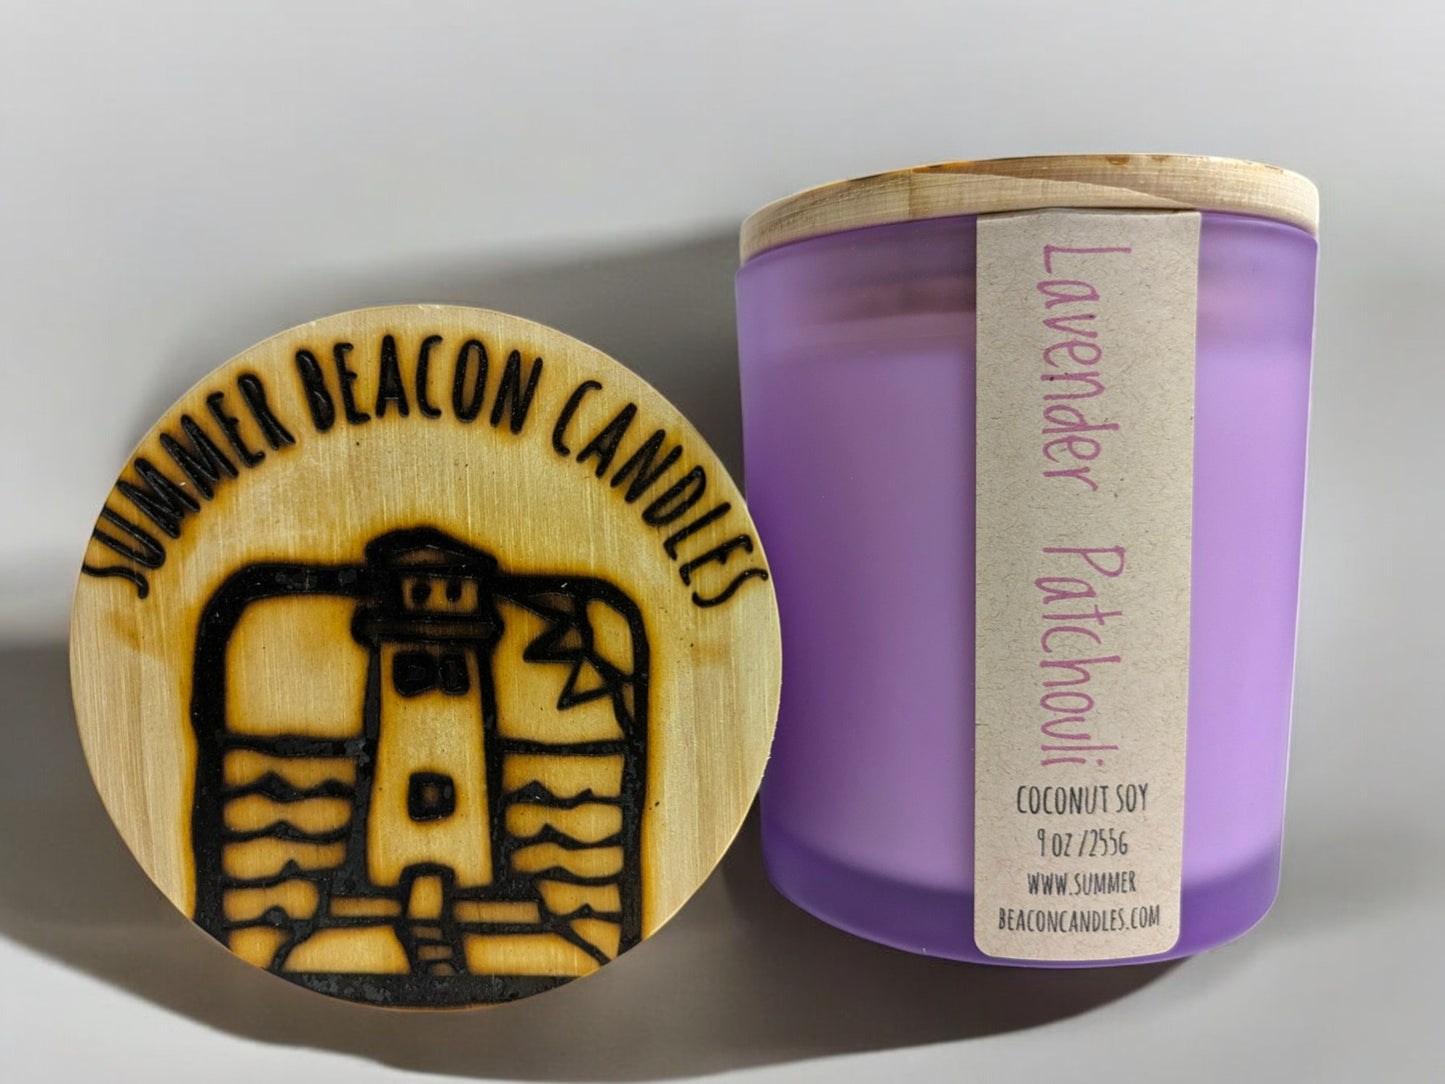 SUMMER BEACON CANDLES
Lavender Patchouli
COCONUT SOY
9 OZ /255G
WWW.SUMMER
BEACONCANDLES.COM